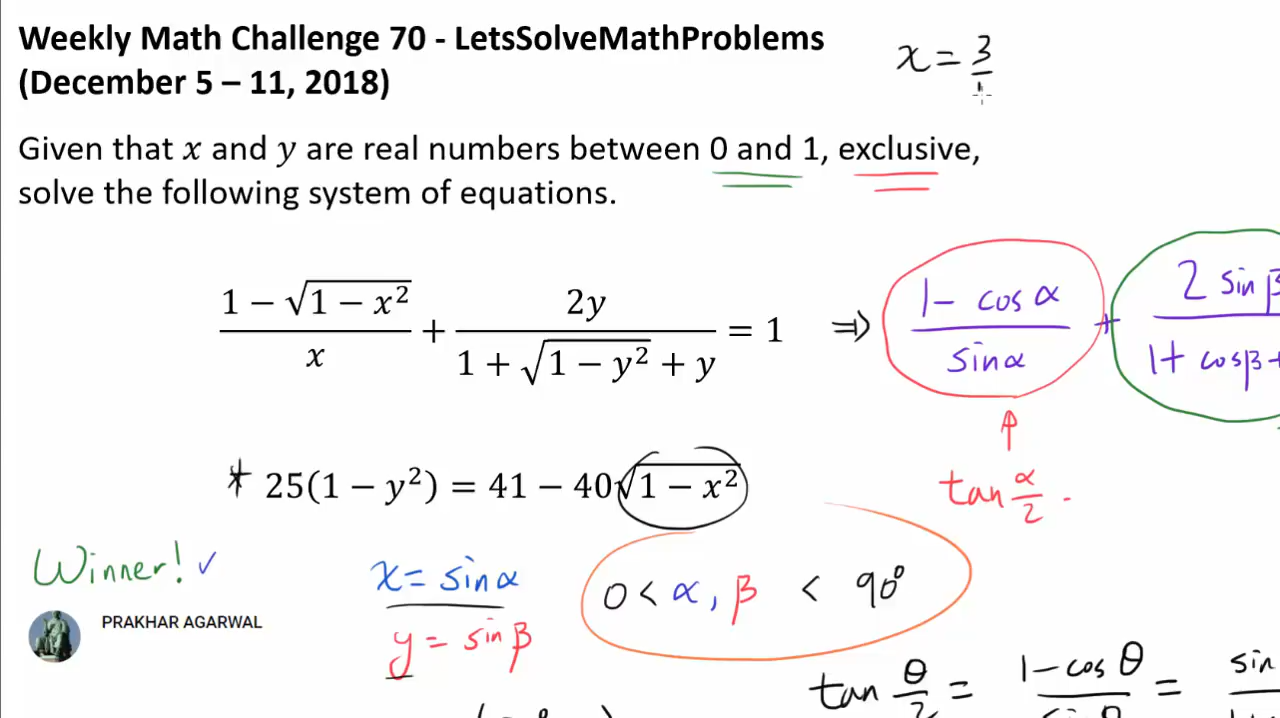 Weekly Math Challenge 70 - LetsSolveMathProblems
(December 5 – 11, 2018)
x = 3/
Given that x and y are real numbers between 0 and 1, exclusive,
solve the following system of equations.
(1 − √(1 − x²))/x + 2y/(1 + √(1 − y²) + y) = 1 ⇒ (1 - cos α)/(sin α) + (2 sin β)/(1 + cos β +
tan α/2
* 25(1 − y²) = 41 − 40√(1 − x²)
Winner! ✓
PRAKHAR AGARWAL
x = sin α
y = sin β
0 < α, β < 90°
tan θ/2 = (1 - cos θ)/(sin θ) = sin